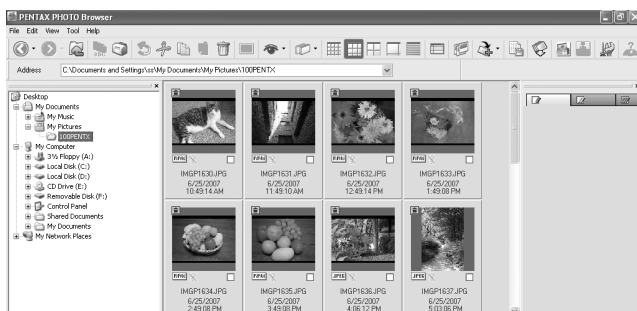 PENTAX PHOTO Browser
File Edit View Tool Help
Address C:\Documents and Settings\ss\My Documents\My Pictures\100PENTX
Desktop
My Documents
My Music
My Pictures
100PENTX
My Computer
3½ Floppy (A:)
Local Disk (C:)
Local Disk (D:)
CD Drive (E:)
Removable Disk (F:)
Control Panel
Shared Documents
My Documents
My Network Places
IMGP1630.JPG IMGP1631.JPG IMGP1632.JPG IMGP1633.JPG
6/25/2007 6/25/2007 6/25/2007 6/25/2007
10:49:14 AM 11:49:10 AM 12:49:14 PM 1:49:08 PM
JPEG JPEG
IMGP1634.JPG IMGP1635.JPG IMGP1636.JPG IMGP1637.JPG
6/25/2007 6/25/2007 6/25/2007 6/25/2007
2:49:08 PM 3:49:08 PM 4:06:12 PM 5:03:06 PM